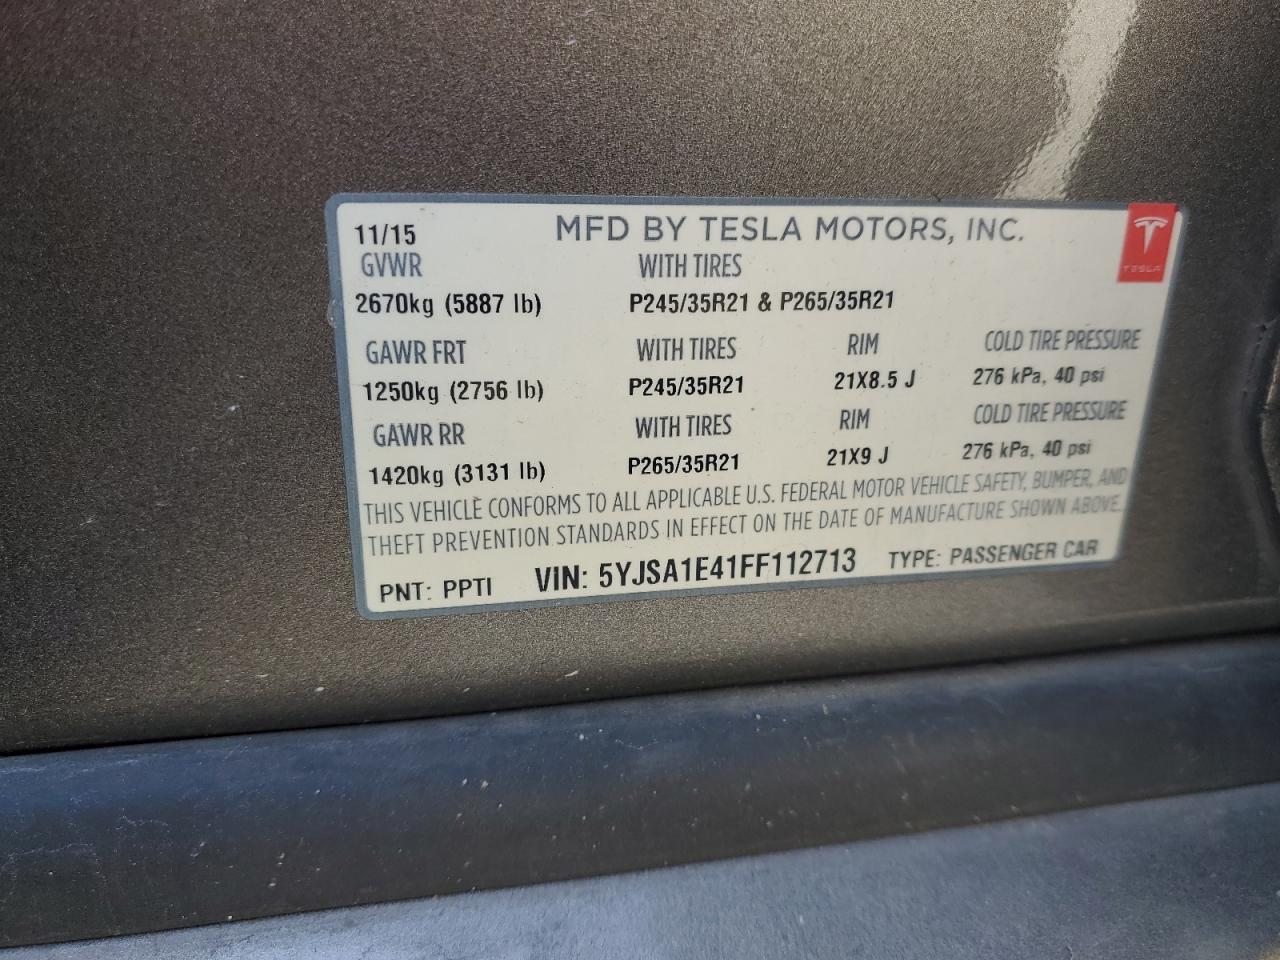 11/15 MFD BY TESLA MOTORS, INC.
TESLA
GVWR WITH TIRES
2670kg (5887 lb) P245/35R21 & P265/35R21
GAWR FRT WITH TIRES RIM COLD TIRE PRESSURE
1250kg (2756 lb) P245/35R21 21X8.5 J 276 kPa, 40 psi
GAWR RR WITH TIRES RIM COLD TIRE PRESSURE
1420kg (3131 lb) P265/35R21 21X9 J 276 kPa, 40 psi
THIS VEHICLE CONFORMS TO ALL APPLICABLE U.S. FEDERAL MOTOR VEHICLE SAFETY, BUMPER, AND
THEFT PREVENTION STANDARDS IN EFFECT ON THE DATE OF MANUFACTURE SHOWN ABOVE.
PNT: PPTI VIN: 5YJSA1E41FF112713 TYPE: PASSENGER CAR